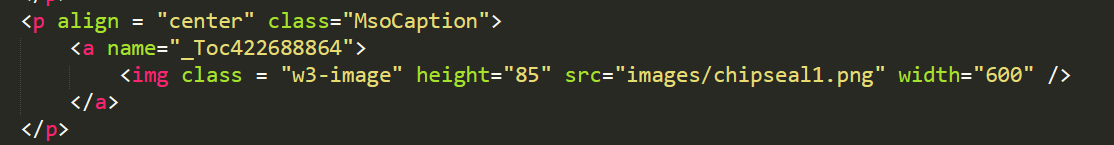 </p>
<p align = "center" class="MsoCaption">
<a name="_Toc422688864">
<img class = "w3-image" height="85" src="images/chipseal1.png" width="600" />
</a>
</p>